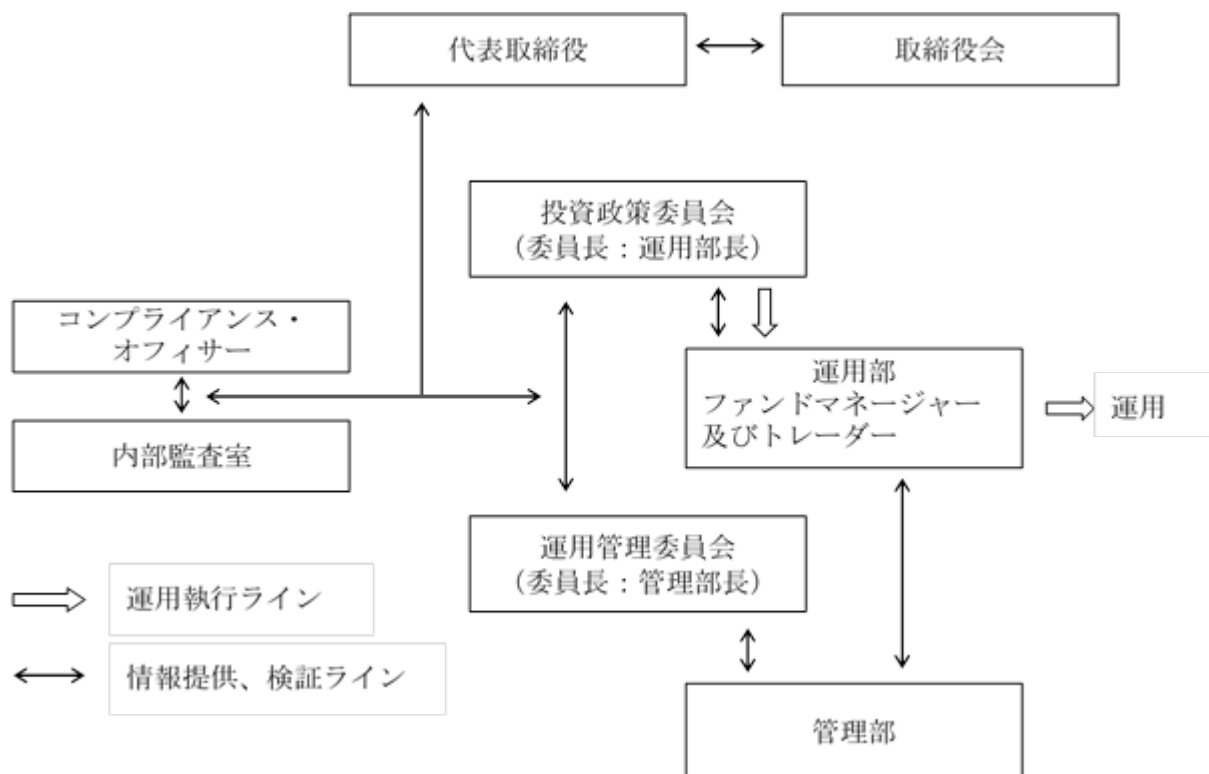 代表取締役
取締役会
投資政策委員会
（委員長：運用部長）
コンプライアンス・
オフィサー
内部監査室
運用部
ファンドマネージャー
及びトレーダー
運用
運用管理委員会
（委員長：管理部長）
運用執行ライン
情報提供、検証ライン
管理部